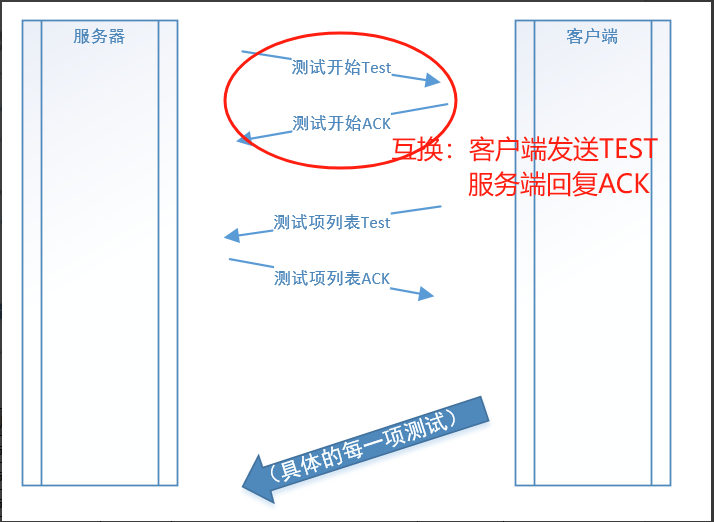 服务器
客户端
测试开始Test
测试开始ACK
互换：客户端发送TEST
服务端回复ACK
测试项列表Test
测试项列表ACK
（具体的每一项测试）